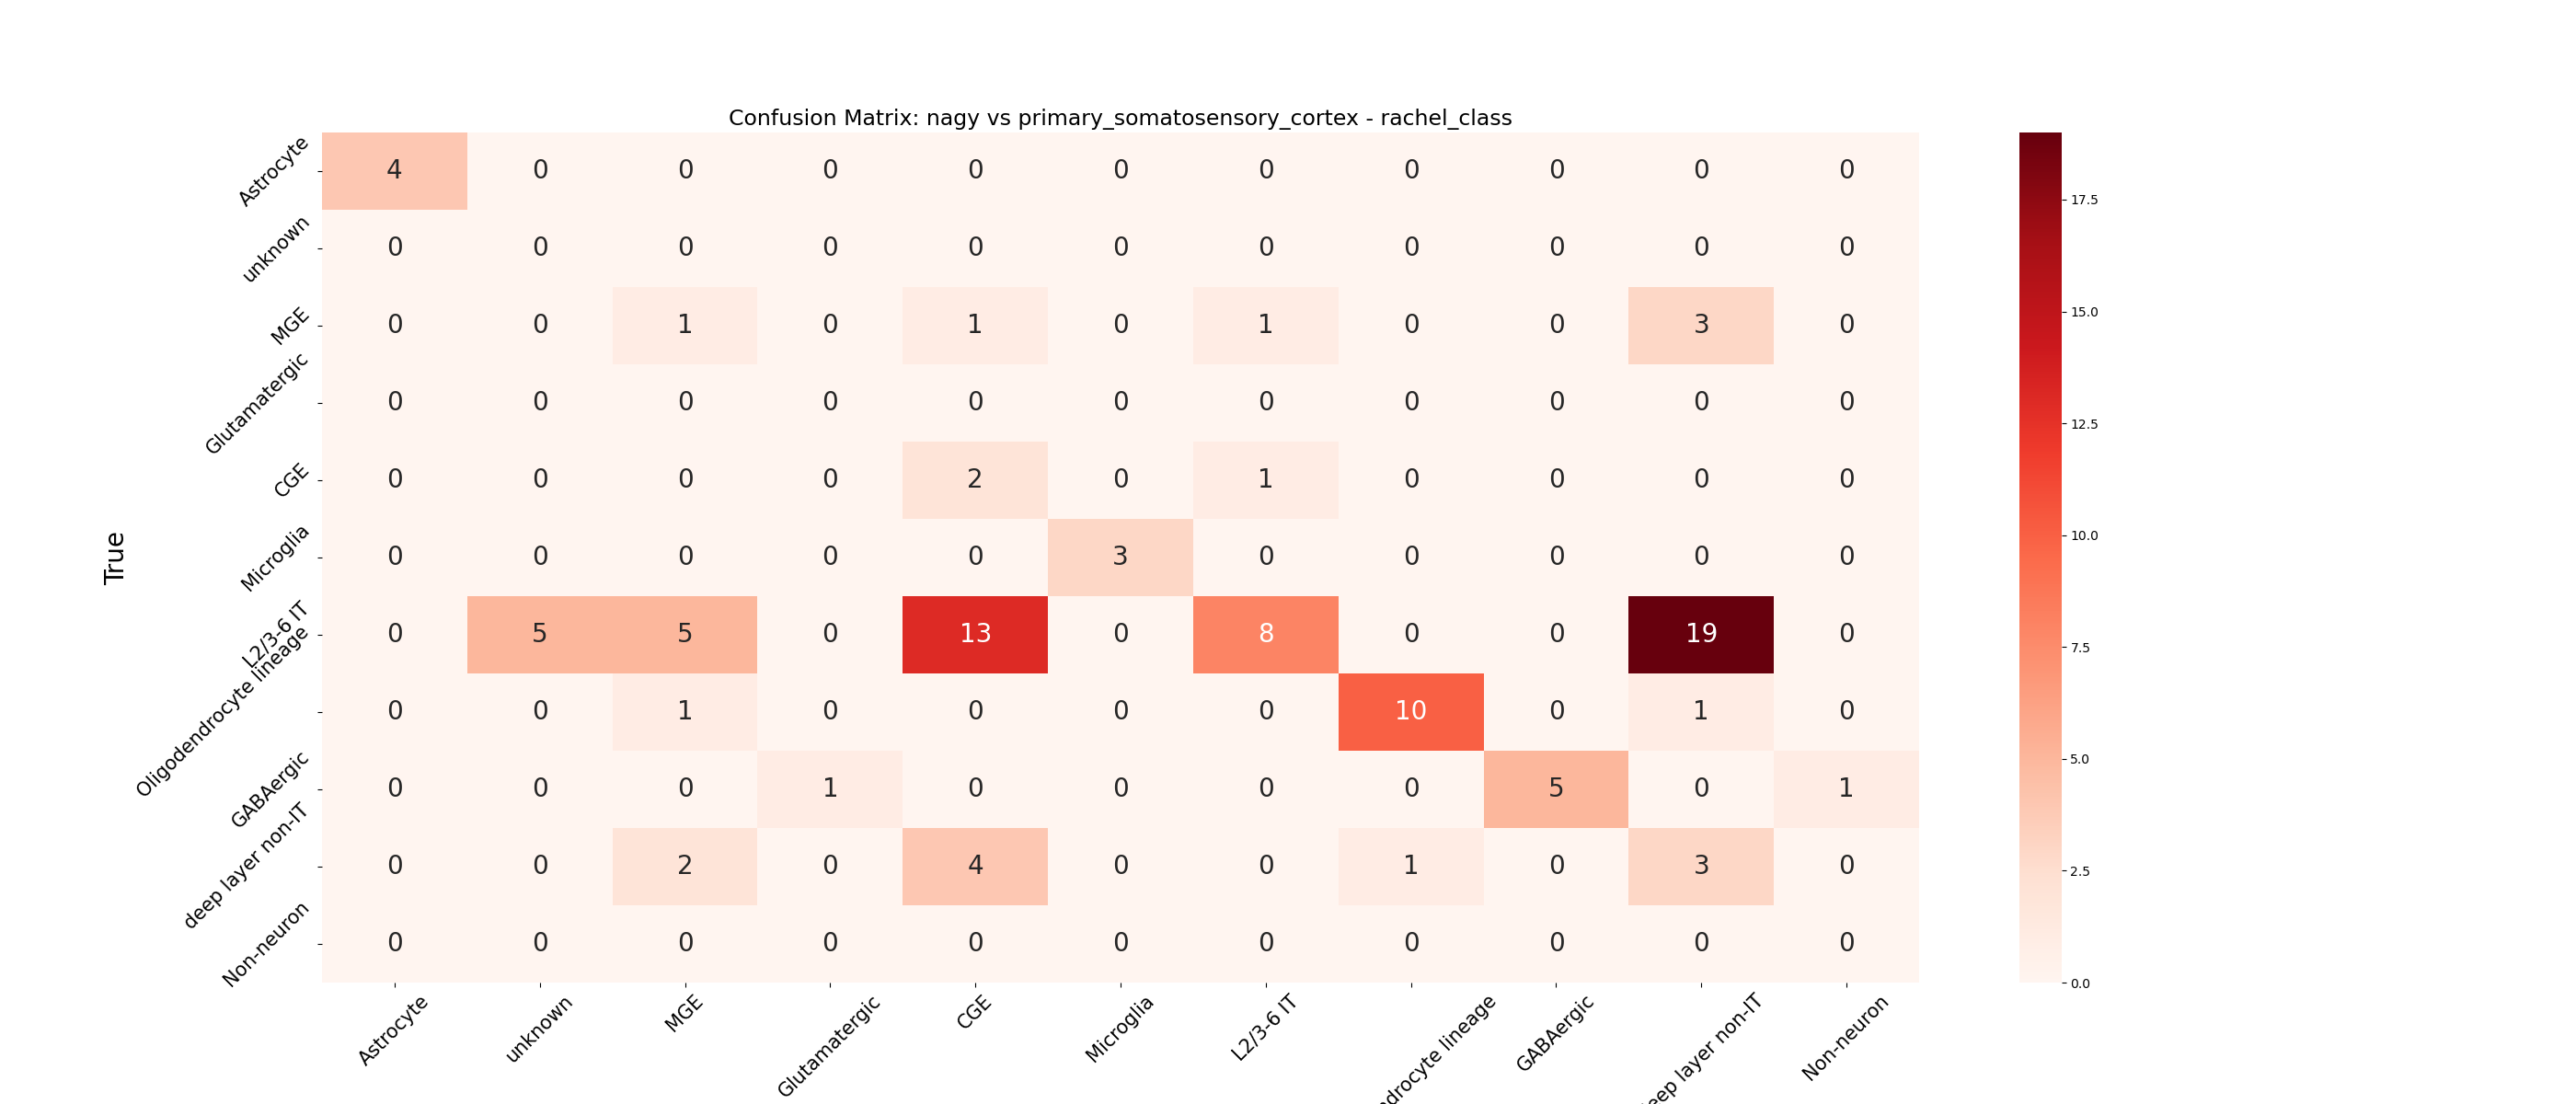 Confusion Matrix: nagy vs primary_somatosensory_cortex - rachel_class
True
Astrocyte 4 0 0 0 0 0 0 0 0 0 0
unknown 0 0 0 0 0 0 0 0 0 0 0
MGE 0 0 1 0 1 0 1 0 0 3 0
Glutamatergic 0 0 0 0 0 0 0 0 0 0 0
CGE 0 0 0 0 2 0 1 0 0 0 0
Microglia 0 0 0 0 0 3 0 0 0 0 0
L2/3-6 IT 0 5 5 0 13 0 8 0 0 19 0
Oligodendrocyte lineage 0 0 1 0 0 0 0 10 0 1 0
GABAergic 0 0 0 1 0 0 0 0 5 0 1
deep layer non-IT 0 0 2 0 4 0 0 1 0 3 0
Non-neuron 0 0 0 0 0 0 0 0 0 0 0
Astrocyte unknown MGE Glutamatergic CGE Microglia L2/3-6 IT ndrocyte lineage GABAergic eep layer non-IT Non-neuron
17.5
15.0
12.5
10.0
7.5
5.0
2.5
0.0